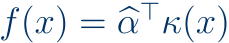 f(x) = α̂^⊤ κ(x)